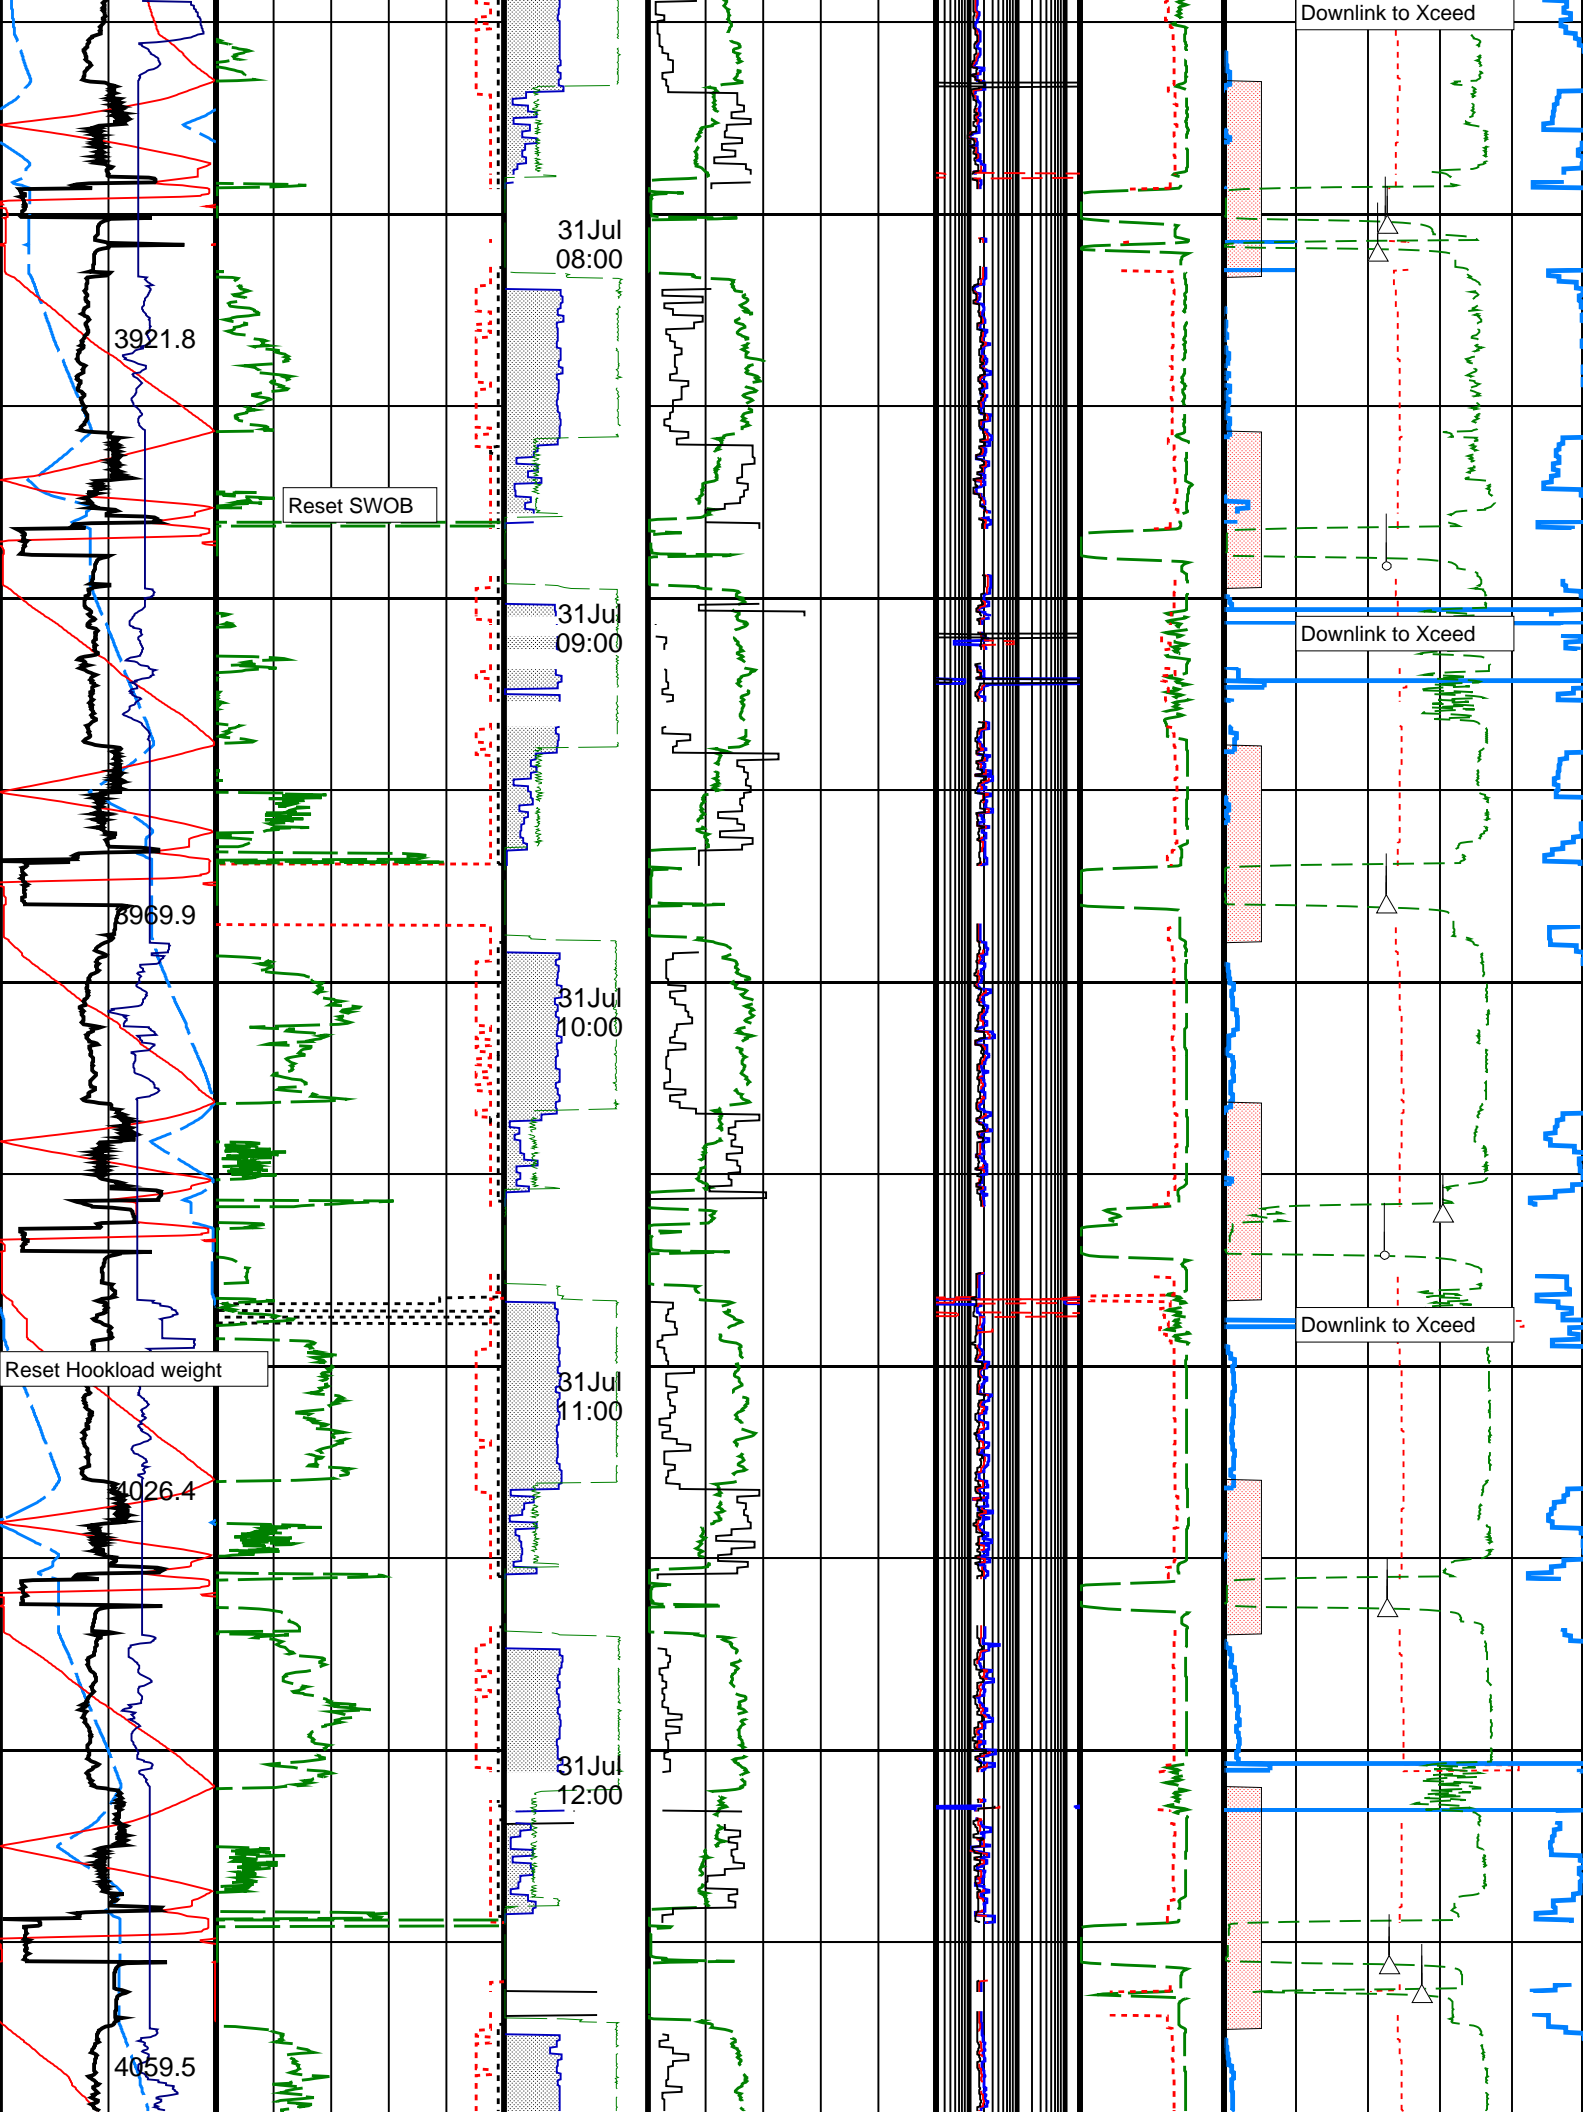 Downlink to Xceed
31Jul
08:00
3921.8
Reset SWOB
31Jul
09:00
Downlink to Xceed
3969.9
31Jul
10:00
Downlink to Xceed
Reset Hookload weight
31Jul
11:00
4026.4
31Jul
12:00
4059.5